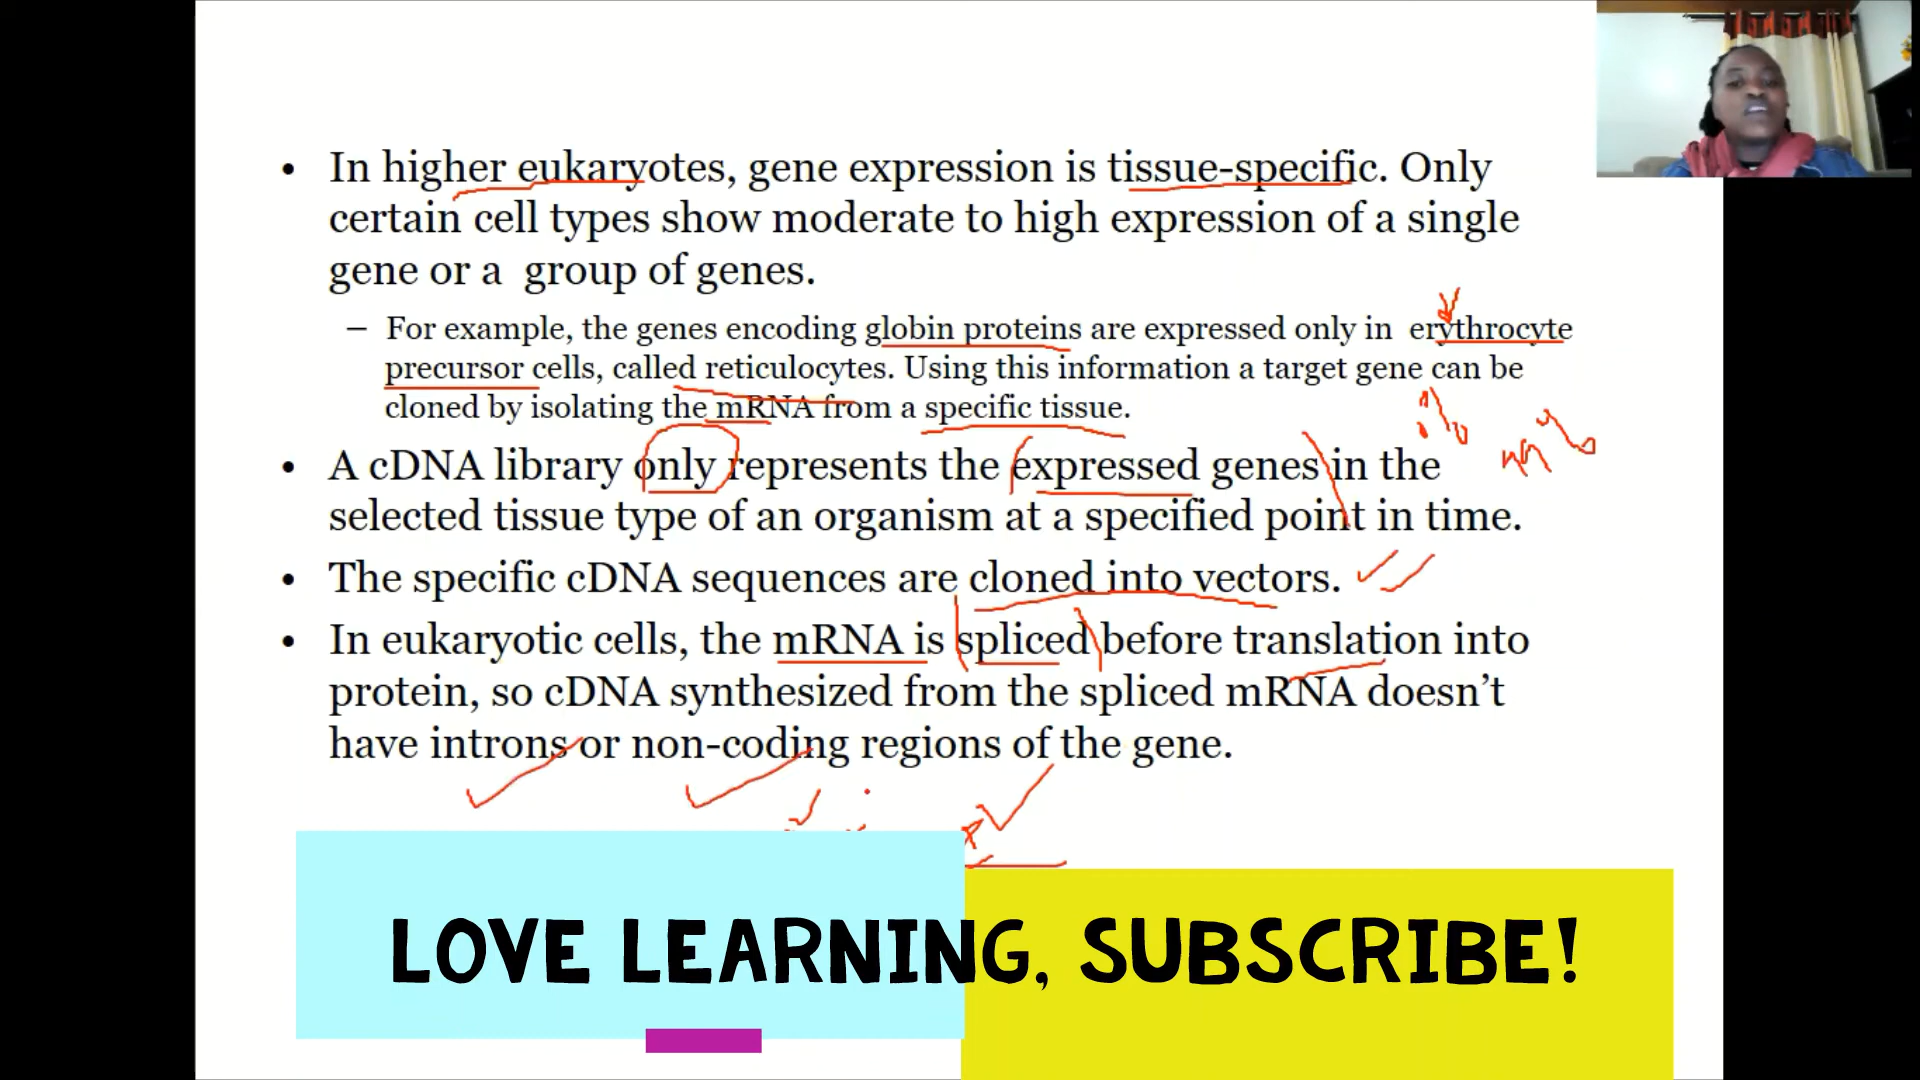 • In higher eukaryotes, gene expression is tissue-specific. Only
certain cell types show moderate to high expression of a single
gene or a group of genes.
– For example, the genes encoding globin proteins are expressed only in erythrocyte
precursor cells, called reticulocytes. Using this information a target gene can be
cloned by isolating the mRNA from a specific tissue.
• A cDNA library only represents the expressed genes in the
selected tissue type of an organism at a specified point in time.
• The specific cDNA sequences are cloned into vectors.
• In eukaryotic cells, the mRNA is spliced before translation into
protein, so cDNA synthesized from the spliced mRNA doesn’t
have introns or non-coding regions of the gene.
LOVE LEARNING, SUBSCRIBE!